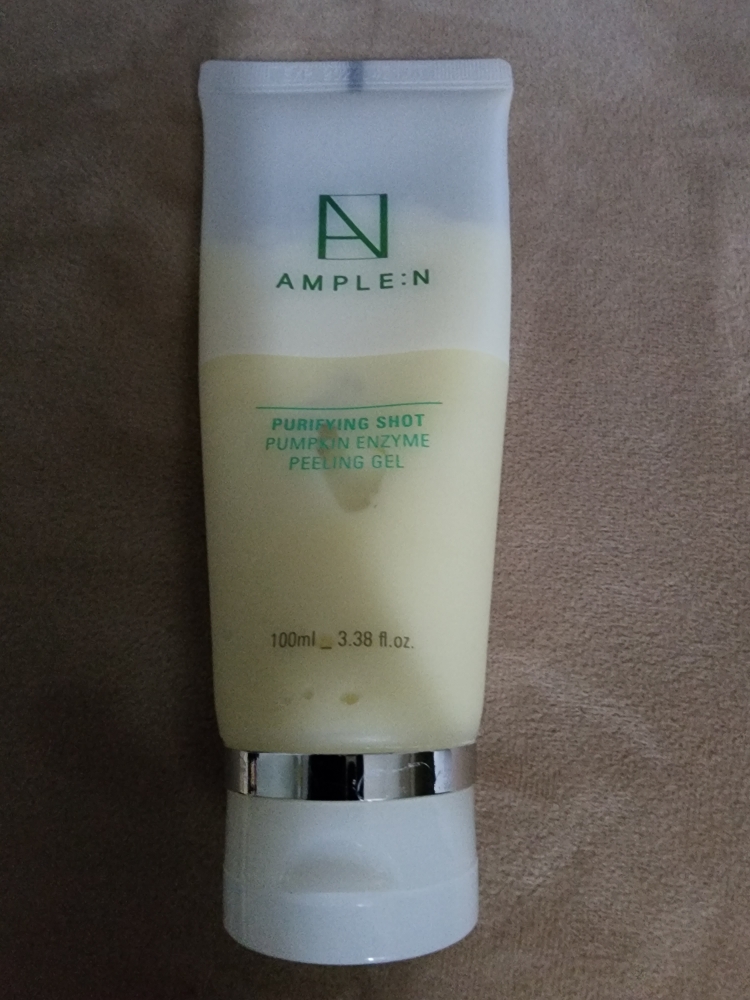 AMPLE:N
PURIFYING SHOT
PUMPKIN ENZYME
PEELING GEL
100ml _ 3.38 fl.oz.